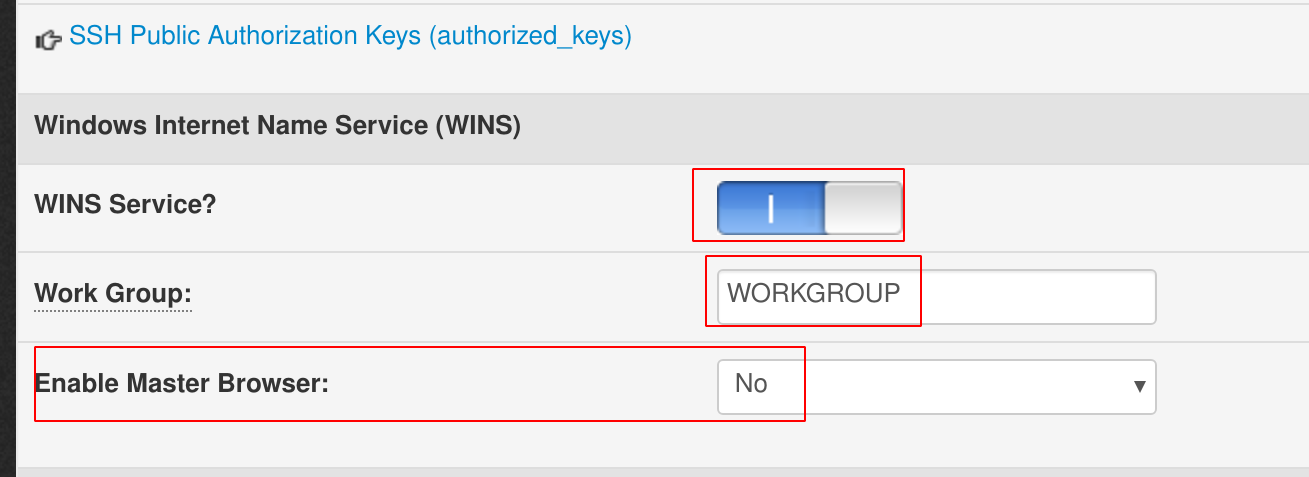 SSH Public Authorization Keys (authorized_keys)
Windows Internet Name Service (WINS)
WINS Service?
Work Group: WORKGROUP
Enable Master Browser: No